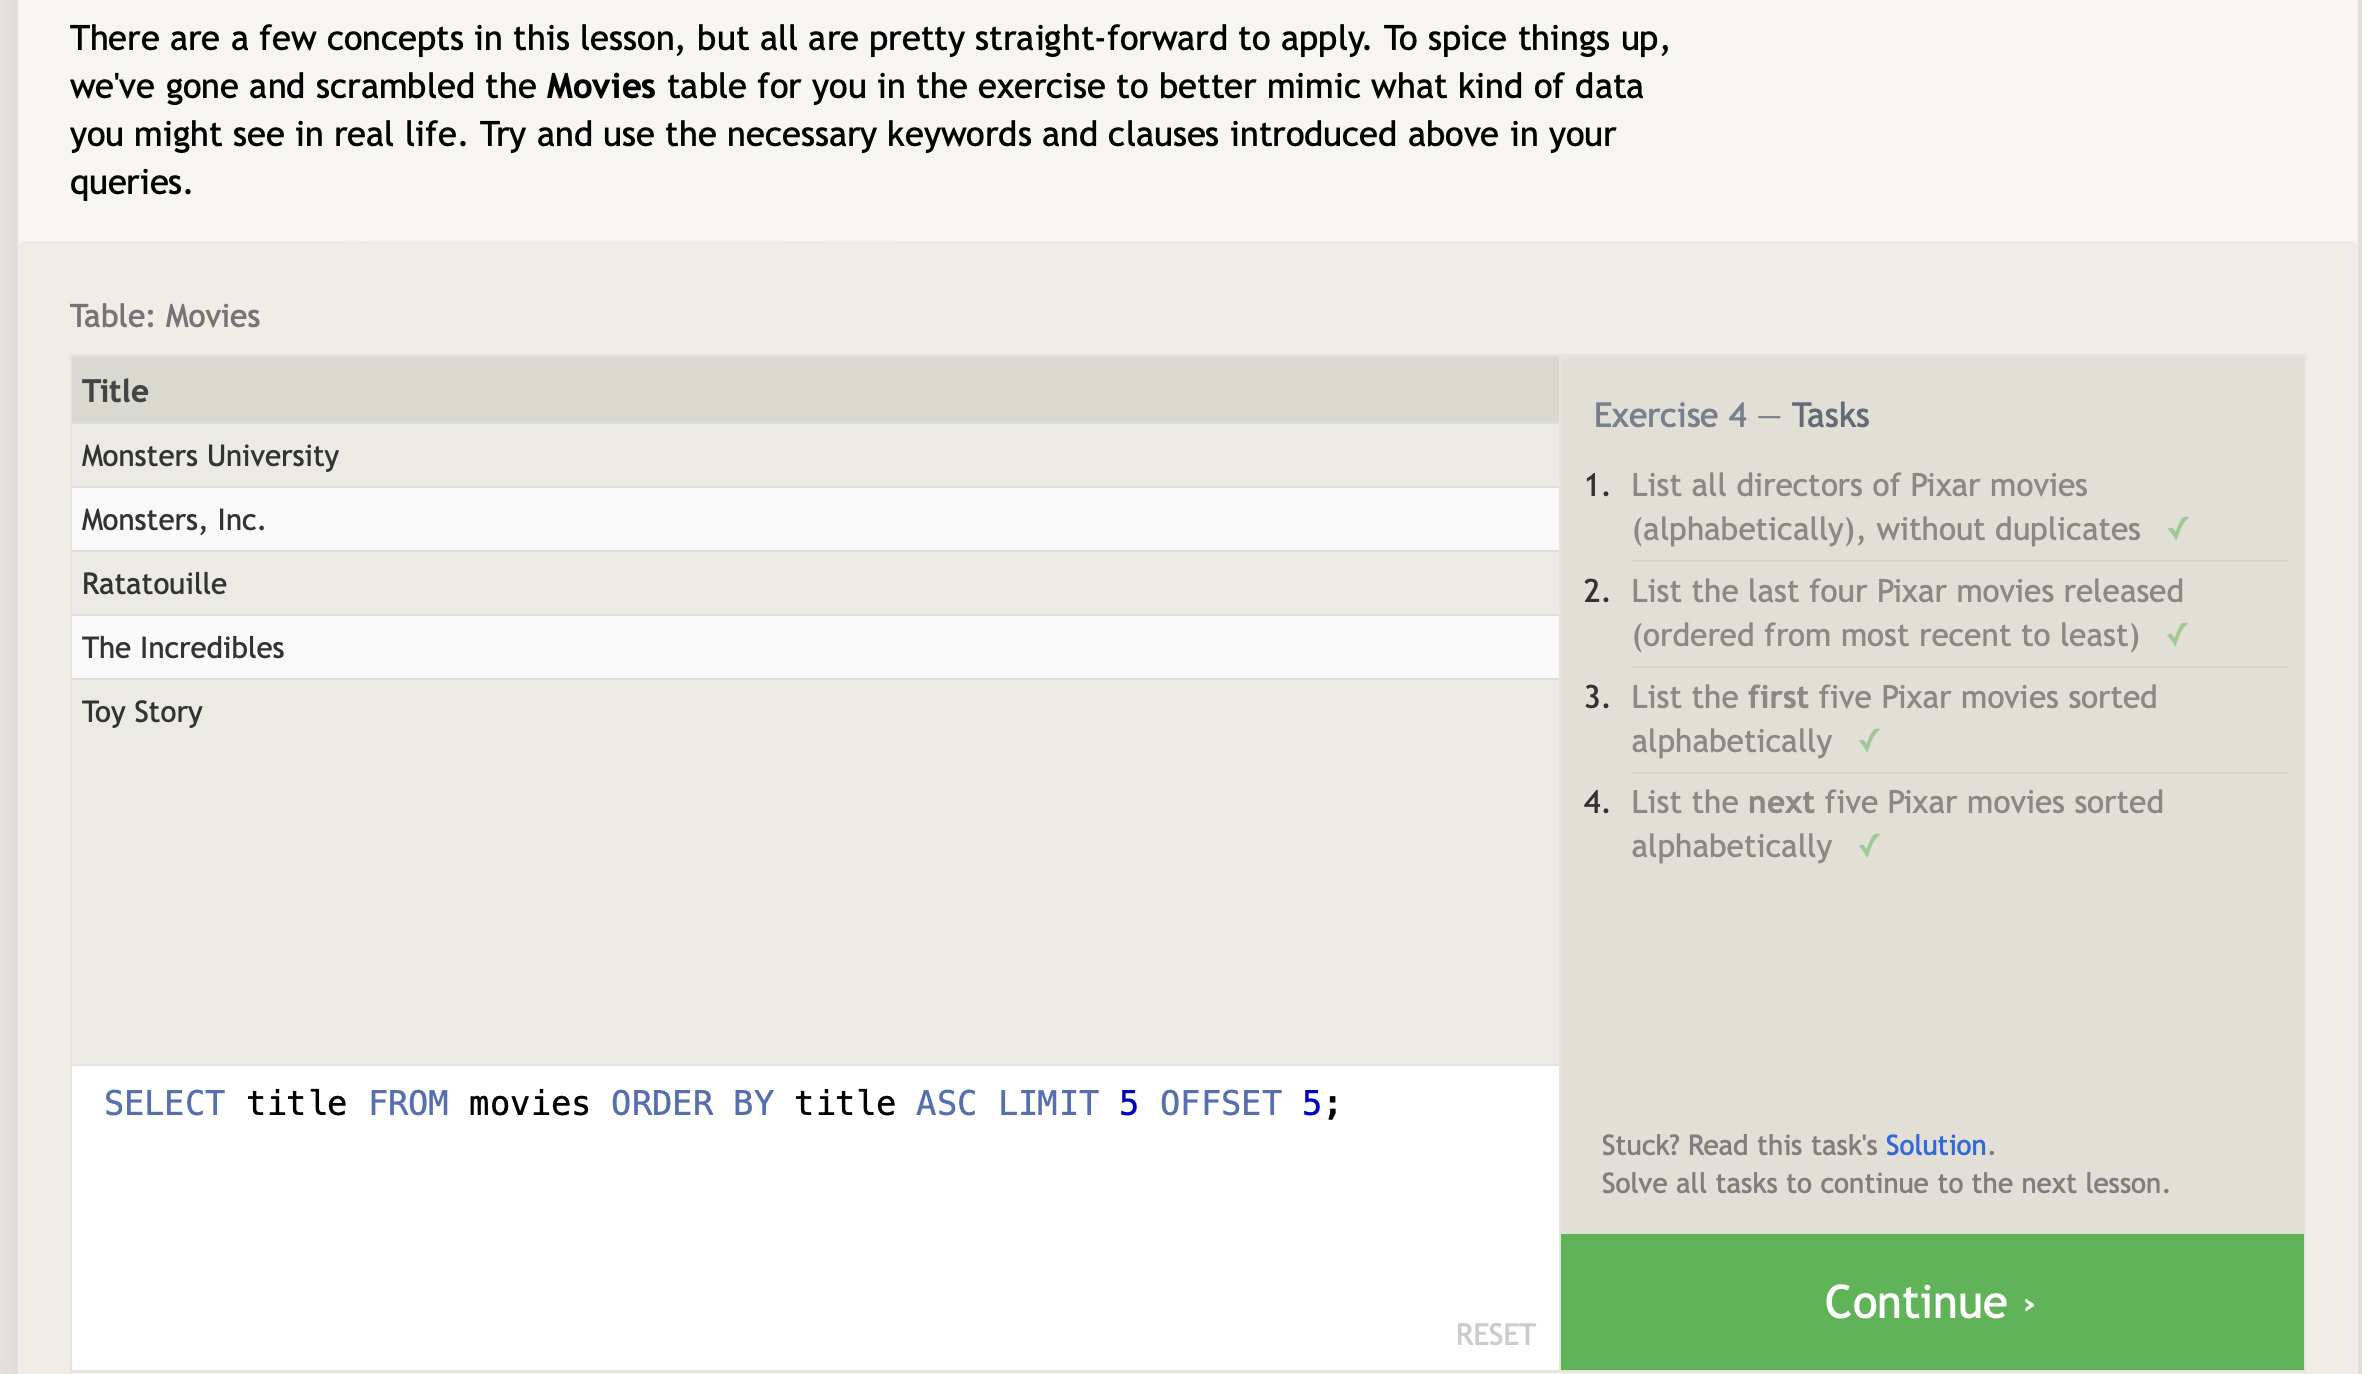 There are a few concepts in this lesson, but all are pretty straight-forward to apply. To spice things up,
we've gone and scrambled the Movies table for you in the exercise to better mimic what kind of data
you might see in real life. Try and use the necessary keywords and clauses introduced above in your
queries.
Table: Movies
Title
Monsters University
Monsters, Inc.
Ratatouille
The Incredibles
Toy Story
SELECT title FROM movies ORDER BY title ASC LIMIT 5 OFFSET 5;
RESET
Exercise 4 — Tasks
1. List all directors of Pixar movies
(alphabetically), without duplicates ✓
2. List the last four Pixar movies released
(ordered from most recent to least) ✓
3. List the first five Pixar movies sorted
alphabetically ✓
4. List the next five Pixar movies sorted
alphabetically ✓
Stuck? Read this task's Solution.
Solve all tasks to continue to the next lesson.
Continue ›